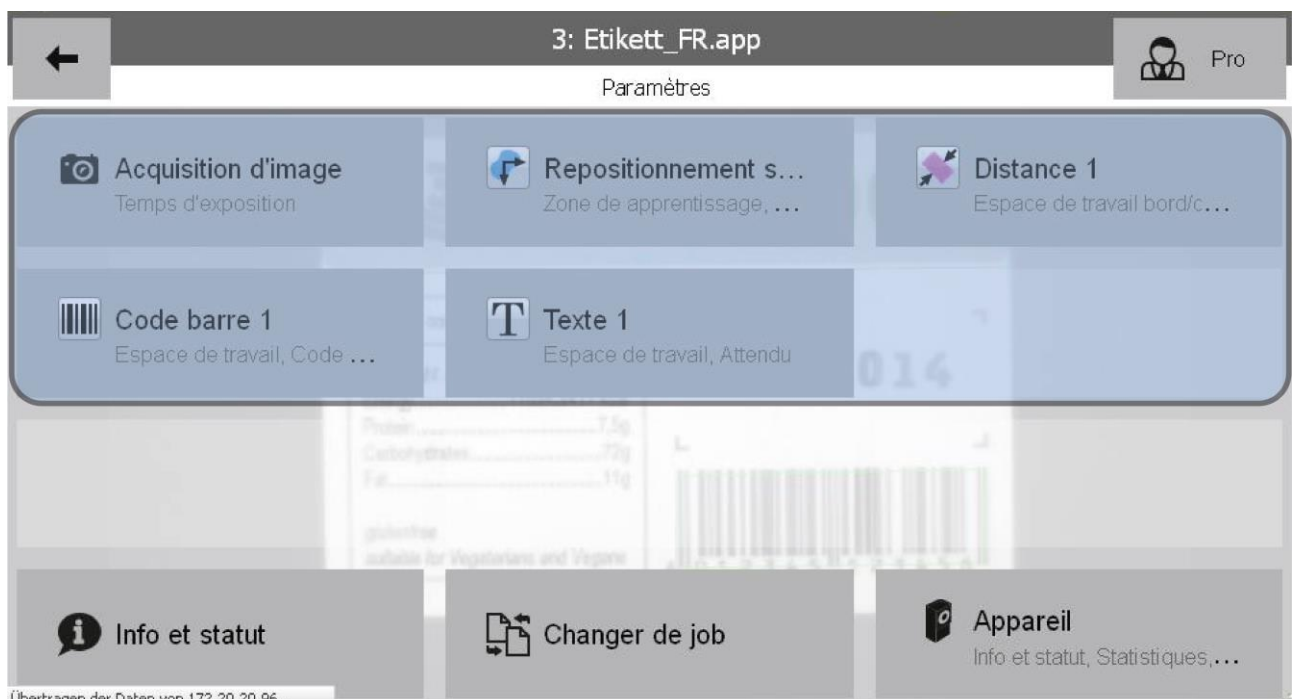 3: Etikett_FR.app
Pro
Paramètres
Acquisition d'image
Temps d'exposition
Repositionnement s...
Zone de apprentissage, ...
Distance 1
Espace de travail bord/c...
Code barre 1
Espace de travail, Code ...
Texte 1
Espace de travail, Attendu
014
Protein 7,5g
Carbohydrates 72g
Fat 11g
glutenfree
suitable for Vegetarians and Vegans
Info et statut
Changer de job
Appareil
Info et statut, Statistiques,...
Übertragen der Daten von 172.20.20.96